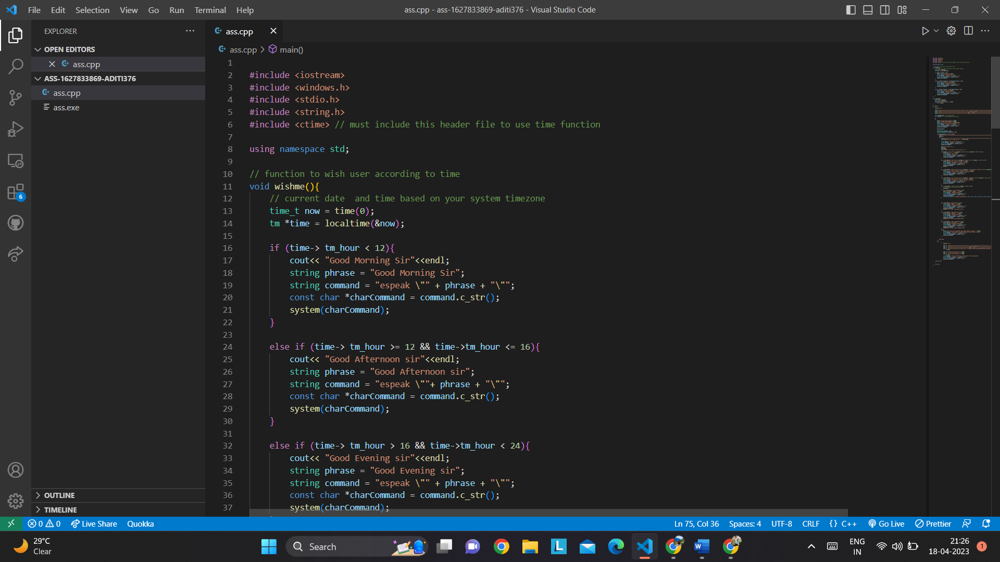 File Edit Selection View Go Run Terminal Help
ass.cpp - ass-1627833869-aditi376 - Visual Studio Code
EXPLORER
OPEN EDITORS
ass.cpp
ASS-1627833869-ADITI376
ass.cpp
ass.exe
OUTLINE
TIMELINE
6
ass.cpp
ass.cpp > main()
1
2 #include <iostream>
3 #include <windows.h>
4 #include <stdio.h>
5 #include <string.h>
6 #include <ctime> // must include this header file to use time function
7
8 using namespace std;
9
10 // function to wish user according to time
11 void wishme(){
12 // current date  and time based on your system timezone
13 time_t now = time(0);
14 tm *time = localtime(&now);
15
16 if (time-> tm_hour < 12){
17 cout<< "Good Morning Sir"<<endl;
18 string phrase = "Good Morning Sir";
19 string command = "espeak \"" + phrase + "\"";
20 const char *charCommand = command.c_str();
21 system(charCommand);
22 }
23
24 else if (time-> tm_hour >= 12 && time->tm_hour <= 16){
25 cout<< "Good Afternoon sir"<<endl;
26 string phrase = "Good Afternoon sir";
27 string command = "espeak \""+ phrase + "\"";
28 const char *charCommand = command.c_str();
29 system(charCommand);
30 }
31
32 else if (time-> tm_hour > 16 && time->tm_hour < 24){
33 cout<< "Good Evening sir"<<endl;
34 string phrase = "Good Evening sir";
35 string command = "espeak \"" + phrase + "\"";
36 const char *charCommand = command.c_str();
37 system(charCommand);
0 0 Live Share Quokka
Ln 75, Col 36 Spaces: 4 UTF-8 CRLF {} C++ Go Live Prettier
29°C
Clear
Search
L
W
ENG
IN
21:26
18-04-2023
1